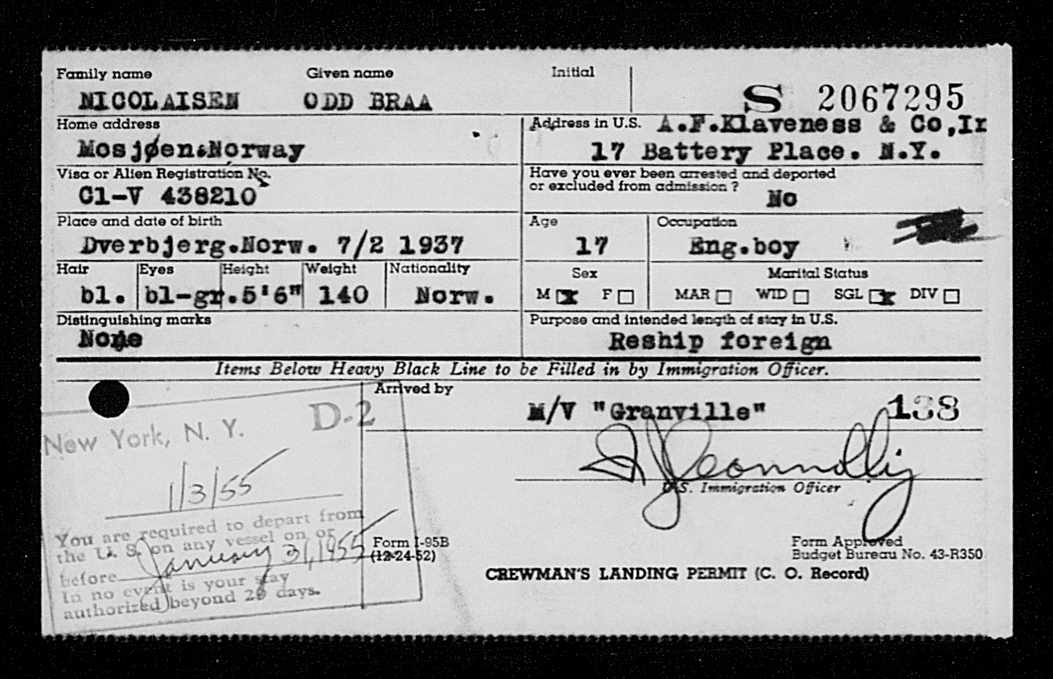 Family name Given name Initial
NICOLAISEN ODD BRAA S 2067295
Home address Address in U.S. A.F.Klaveness & Co,In
Mosjøen.Norway 17 Battery Place. N.Y.
Visa or Alien Registration No. Have you ever been arrested and deported
or excluded from admission ?
C1-V 438210 No
Place and date of birth Age Occupation
Dverbjerg.Norw. 7/2 1937 17 Eng.boy
Hair Eyes Height Weight Nationality Sex Marital Status
bl. bl-gr. 5'6" 140 Norw. M x F MAR WID SGL x DIV
Distinguishing marks Purpose and intended length of stay in U.S.
None Reship foreign
Items Below Heavy Black Line to be Filled in by Immigration Officer.
Arrived by
M/V "Granville" 138
D-2
New York, N. Y.
1/3/55
U.S. Immigration Officer
You are required to depart from
the U. S. on any vessel on or
before January 31, 1955
In no event is your stay
authorized beyond 29 days.
Form I-95B
(12-24-52)
Form Approved
Budget Bureau No. 43-R350
CREWMAN'S LANDING PERMIT (C. O. Record)